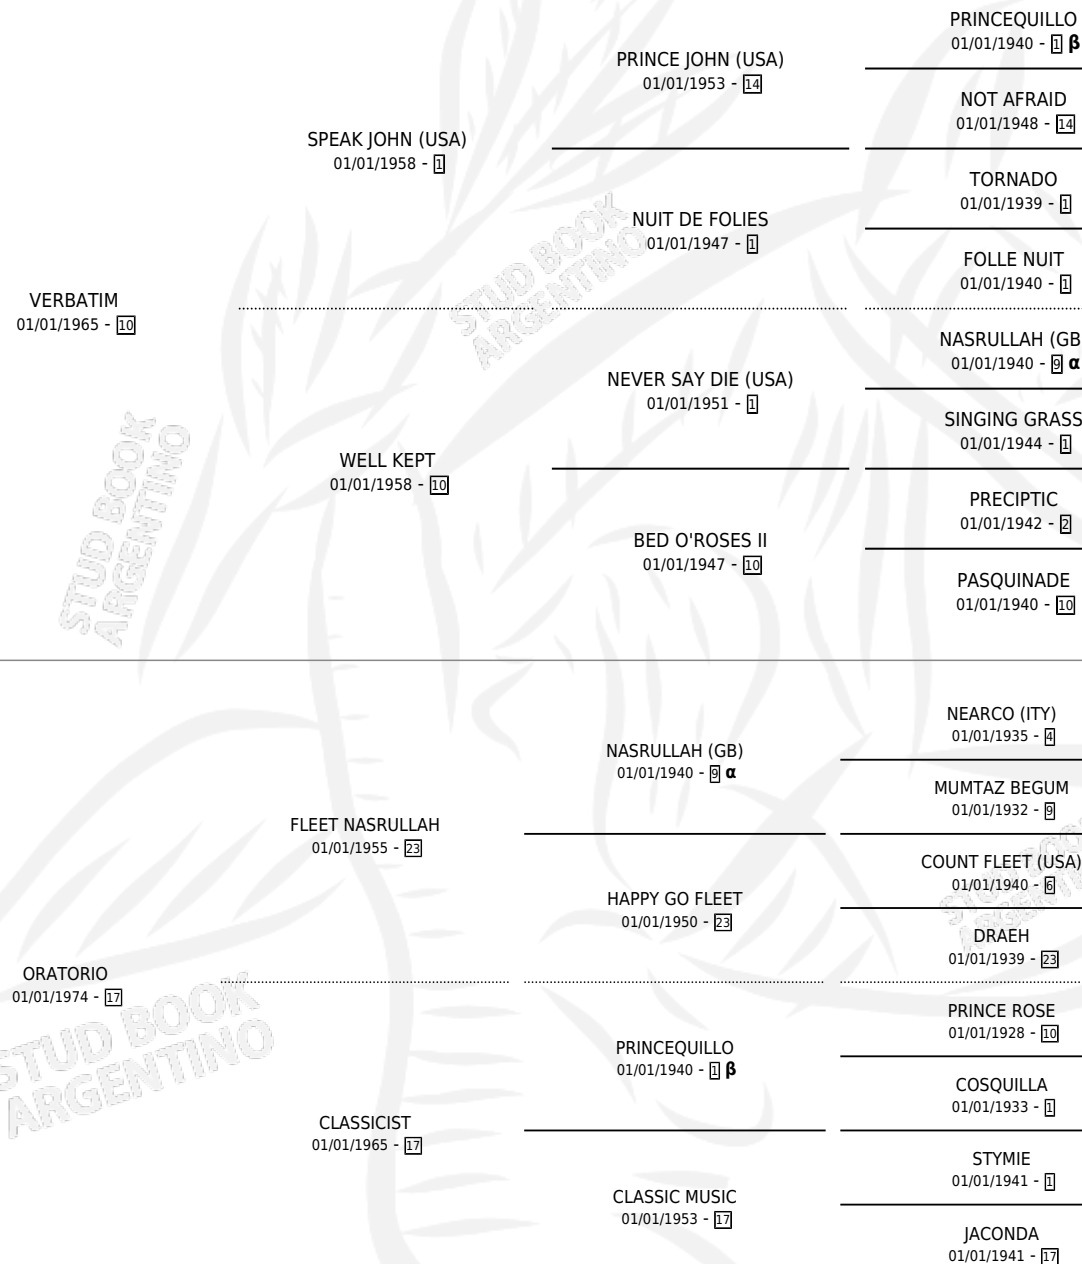 PRINCEQUILLO
01/01/1940 - 1 β
PRINCE JOHN (USA)
01/01/1953 - 14
NOT AFRAID
01/01/1948 - 14
SPEAK JOHN (USA)
01/01/1958 - 1
TORNADO
01/01/1939 - 1
NUIT DE FOLIES
01/01/1947 - 1
FOLLE NUIT
01/01/1940 - 1
STUD BOOK
ARGENTINO
VERBATIM
01/01/1965 - 10
NASRULLAH (GB
01/01/1940 - 9 α
NEVER SAY DIE (USA)
01/01/1951 - 1
SINGING GRASS
01/01/1944 - 1
WELL KEPT
01/01/1958 - 10
PRECIPTIC
01/01/1942 - 2
BED O'ROSES II
01/01/1947 - 10
PASQUINADE
01/01/1940 - 10
STUD BOOK
ARGENTINO
NEARCO (ITY)
01/01/1935 - 4
NASRULLAH (GB)
01/01/1940 - 9 α
MUMTAZ BEGUM
01/01/1932 - 9
FLEET NASRULLAH
01/01/1955 - 23
COUNT FLEET (USA)
01/01/1940 - 6
HAPPY GO FLEET
01/01/1950 - 23
DRAEH
01/01/1939 - 23
ORATORIO
01/01/1974 - 17
PRINCE ROSE
01/01/1928 - 10
PRINCEQUILLO
01/01/1940 - 1 β
COSQUILLA
01/01/1933 - 1
CLASSICIST
01/01/1965 - 17
STYMIE
01/01/1941 - 1
CLASSIC MUSIC
01/01/1953 - 17
JACONDA
01/01/1941 - 17
STUD BOOK
ARGENTINO